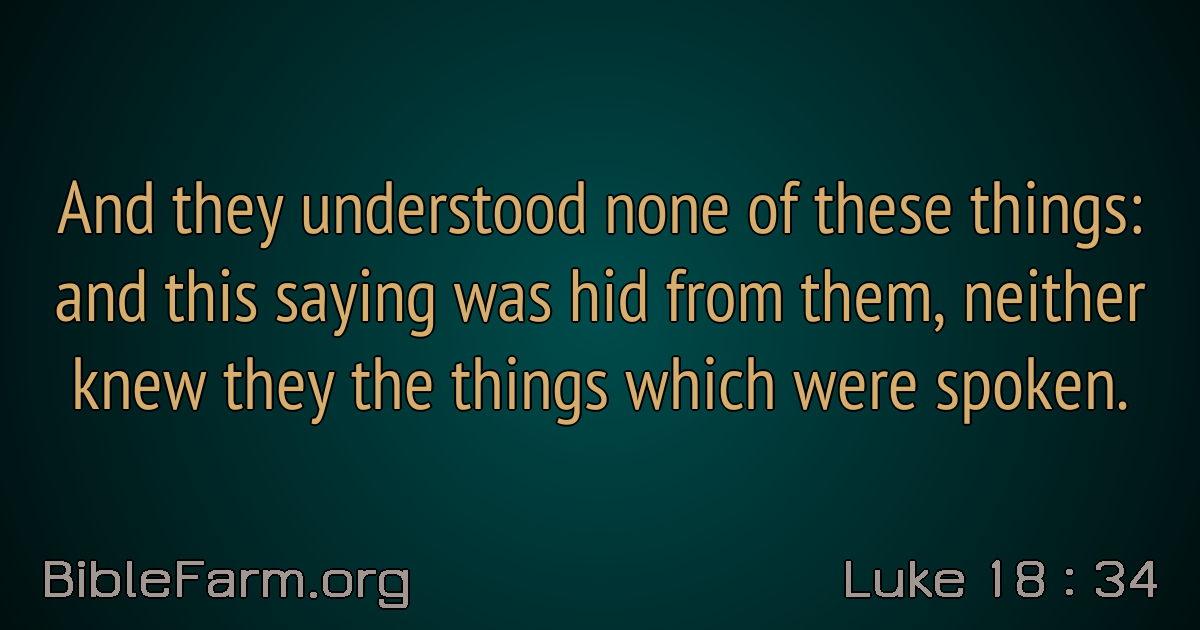 And they understood none of these things:
and this saying was hid from them, neither
knew they the things which were spoken.
BibleFarm.org
Luke 18 : 34